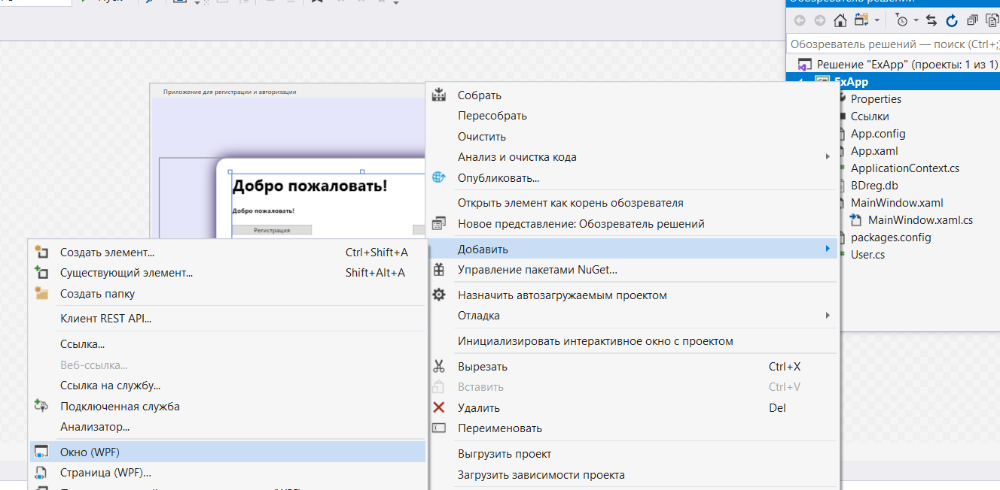 Обозреватель решений
Обозреватель решений — поиск (Ctrl+;)
Решение "ExApp" (проекты: 1 из 1)
ExApp
Properties
Ссылки
App.config
App.xaml
ApplicationContext.cs
BDreg.db
MainWindow.xaml
MainWindow.xaml.cs
packages.config
User.cs
Приложение для регистрации и авторизации
Добро пожаловать!
Добро пожаловать!
Регистрация
Собрать
Пересобрать
Очистить
Анализ и очистка кода
Опубликовать...
Открыть элемент как корень обозревателя
Новое представление: Обозреватель решений
Добавить
Управление пакетами NuGet...
Назначить автозагружаемым проектом
Отладка
Инициализировать интерактивное окно с проектом
Вырезать Ctrl+X
Вставить Ctrl+V
Удалить Del
Переименовать
Выгрузить проект
Загрузить зависимости проекта
Создать элемент... Ctrl+Shift+A
Существующий элемент... Shift+Alt+A
Создать папку
Клиент REST API...
Ссылка...
Веб-ссылка...
Ссылка на службу...
Подключенная служба
Анализатор...
Окно (WPF)
Страница (WPF)...